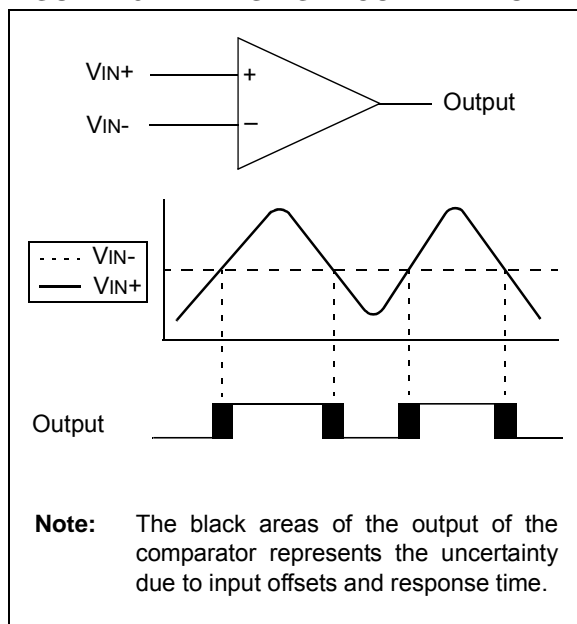 VIN+
+
Output
VIN-
–
VIN-
VIN+
Output
Note: The black areas of the output of the
comparator represents the uncertainty
due to input offsets and response time.